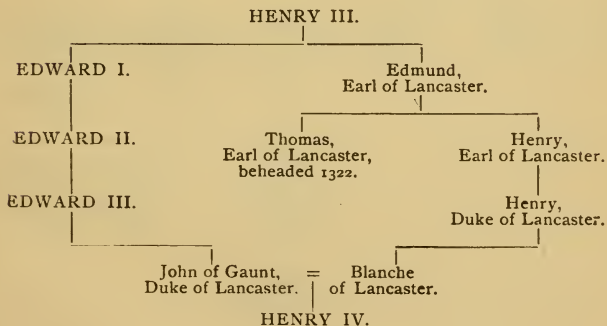 HENRY III.
EDWARD I.
Edmund,
Earl of Lancaster.
EDWARD II.
Thomas,
Earl of Lancaster,
beheaded 1322.
Henry,
Earl of Lancaster.
EDWARD III.
Henry,
Duke of Lancaster.
John of Gaunt,
Duke of Lancaster.
=
Blanche
of Lancaster.
HENRY IV.